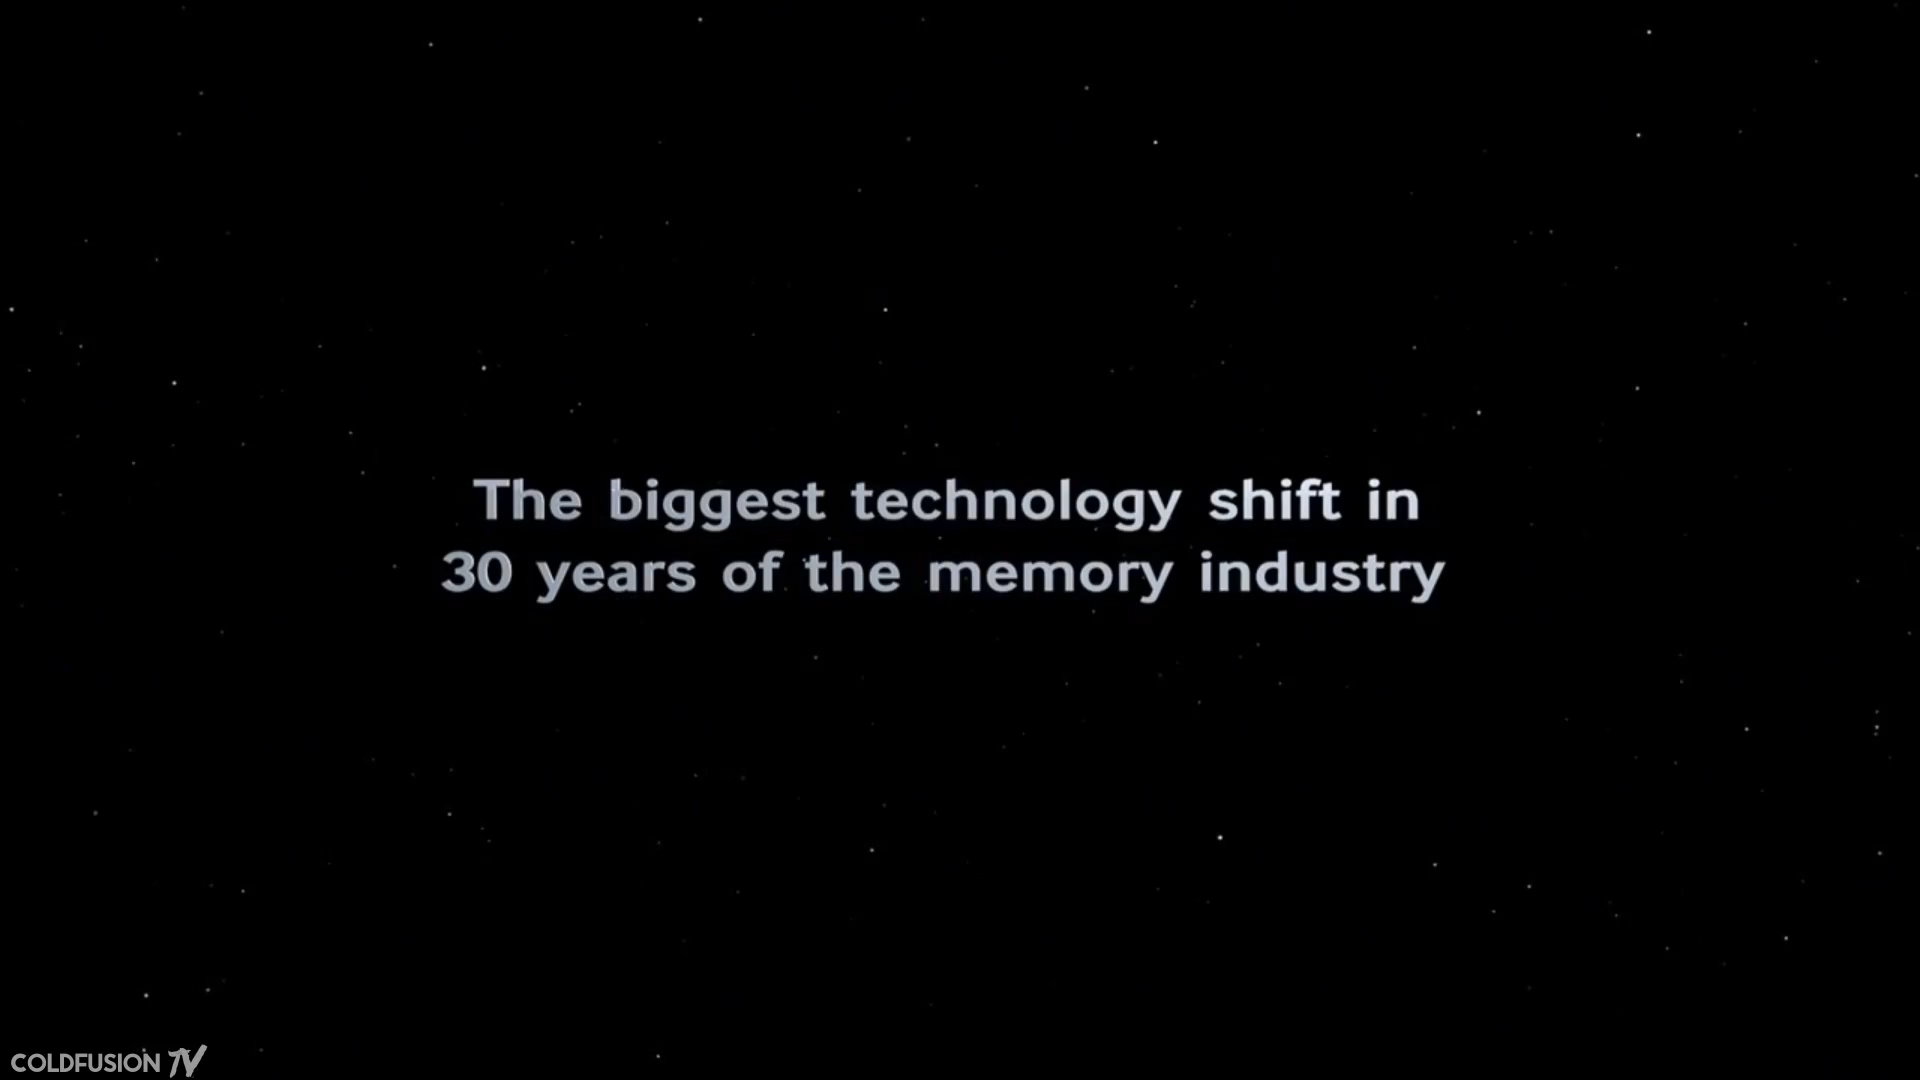 The biggest technology shift in
30 years of the memory industry
COLDFUSION TV